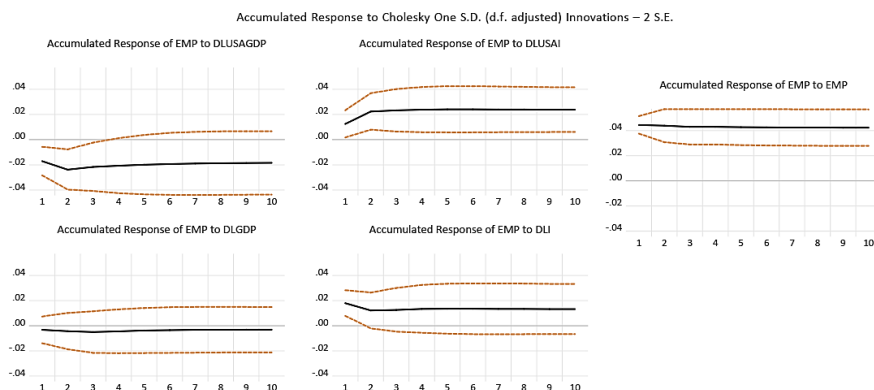 Accumulated Response to Cholesky One S.D. (d.f. adjusted) Innovations – 2 S.E.
Accumulated Response of EMP to DLUSAGDP
.04
.02
.00
-.02
-.04
1 2 3 4 5 6 7 8 9 10
Accumulated Response of EMP to DLUSAI
.04
.02
.00
-.02
-.04
1 2 3 4 5 6 7 8 9 10
Accumulated Response of EMP to EMP
.04
.02
.00
-.02
-.04
1 2 3 4 5 6 7 8 9 10
Accumulated Response of EMP to DLGDP
.04
.02
.00
-.02
-.04
1 2 3 4 5 6 7 8 9 10
Accumulated Response of EMP to DLI
.04
.02
.00
-.02
-.04
1 2 3 4 5 6 7 8 9 10